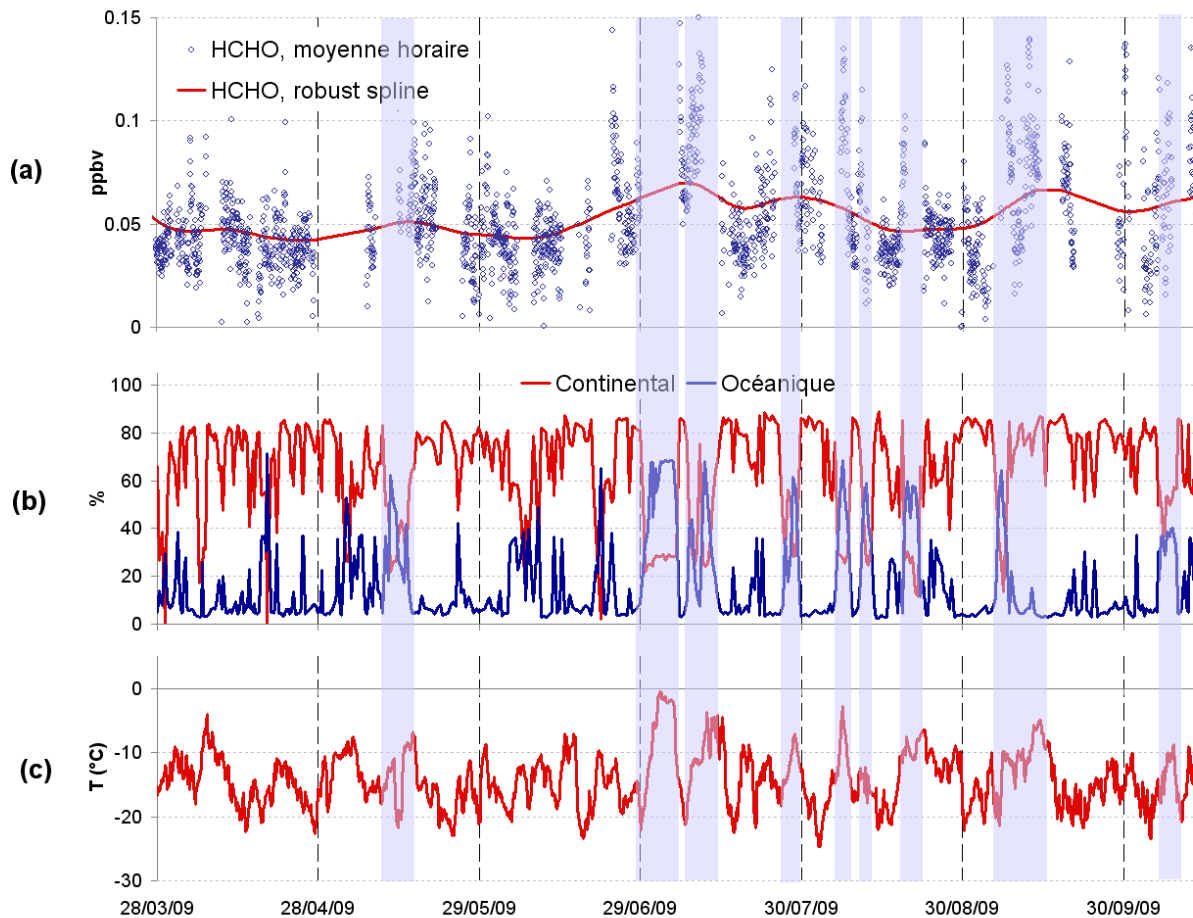 (a)
ppbv
0.15
0.1
0.05
0
HCHO, moyenne horaire
HCHO, robust spline
(b)
%
100
80
60
40
20
0
Continental Océanique
(c)
T (°C)
0
-10
-20
-30
28/03/09 28/04/09 29/05/09 29/06/09 30/07/09 30/08/09 30/09/09